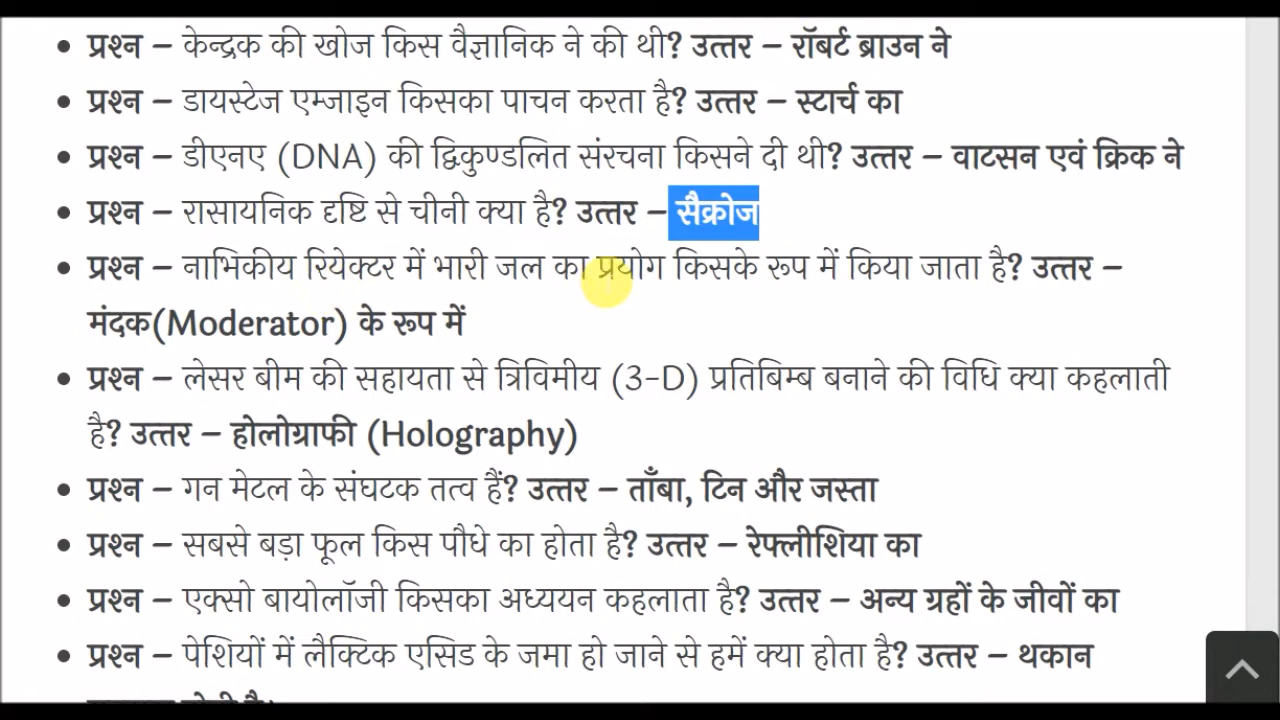 प्रश्न – केन्द्रक की खोज किस वैज्ञानिक ने की थी? उत्तर – रॉबर्ट ब्राउन ने
प्रश्न – डायस्टेज एम्जाइन किसका पाचन करता है? उत्तर – स्टार्च का
प्रश्न – डीएनए (DNA) की द्विकुण्डलित संरचना किसने दी थी? उत्तर – वाटसन एवं क्रिक ने
प्रश्न – रासायनिक दृष्टि से चीनी क्या है? उत्तर – सैक्रोज
प्रश्न – नाभिकीय रियेक्टर में भारी जल का प्रयोग किसके रूप में किया जाता है? उत्तर –
मंदक(Moderator) के रूप में
प्रश्न – लेसर बीम की सहायता से त्रिविमीय (3-D) प्रतिबिम्ब बनाने की विधि क्या कहलाती
है? उत्तर – होलोग्राफी (Holography)
प्रश्न – गन मेटल के संघटक तत्व हैं? उत्तर – ताँबा, टिन और जस्ता
प्रश्न – सबसे बड़ा फूल किस पौधे का होता है? उत्तर – रेफ्लीशिया का
प्रश्न – एक्सो बायोलॉजी किसका अध्ययन कहलाता है? उत्तर – अन्य ग्रहों के जीवों का
प्रश्न – पेशियों में लैक्टिक एसिड के जमा हो जाने से हमें क्या होता है? उत्तर – थकान